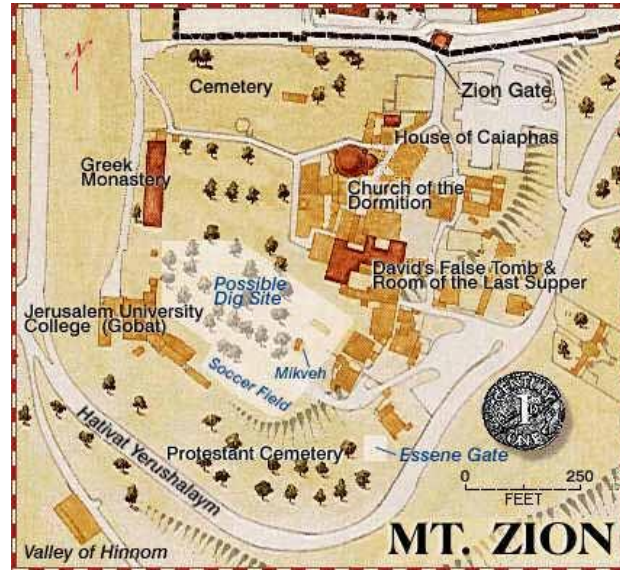 Cemetery
Zion Gate
House of Caiaphas
Greek
Monastery
Church of the
Dormition
Possible
Dig Site
David's False Tomb &
Room of the Last Supper
Jerusalem University
College (Gobat)
Mikveh
Soccer Field
Hativat Yerushalaym
Protestant Cemetery
Essene Gate
CENTURY
I
ONE
0 250
FEET
MT. ZION
Valley of Hinnom